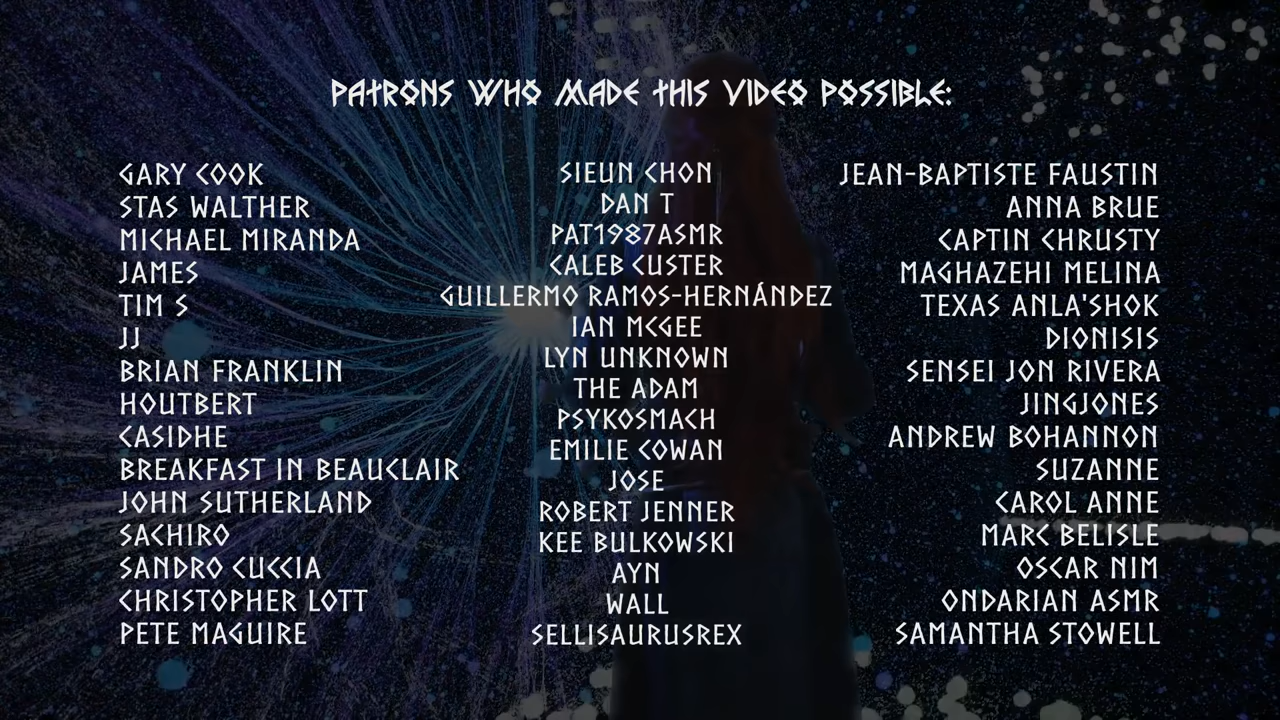 PATRONS WHO MADE THIS VIDEO POSSIBLE:
GARY COOK
STAS WALTHER
MICHAEL MIRANDA
JAMES
TIM S
JJ
BRIAN FRANKLIN
HOUTBERT
CASIDHE
BREAKFAST IN BEAUCLAIR
JOHN SUTHERLAND
SACHIRO
SANDRO CUCCIA
CHRISTOPHER LOTT
PETE MAGUIRE
SIEUN CHON
DAN T
PAT1987ASMR
CALEB CUSTER
GUILLERMO RAMOS-HERNÁNDEZ
IAN MCGEE
LYN UNKNOWN
THE ADAM
PSYKOSMACH
EMILIE COWAN
JOSE
ROBERT JENNER
KEE BULKOWSKI
AYN
WALL
SELLISAURUSREX
JEAN-BAPTISTE FAUSTIN
ANNA BRUE
CAPTIN CHRUSTY
MAGHAZEHI MELINA
TEXAS ANLA'SHOK
DIONISIS
SENSEI JON RIVERA
JINGJONES
ANDREW BOHANNON
SUZANNE
CAROL ANNE
MARC BELISLE
OSCAR NIM
ONDARIAN ASMR
SAMANTHA STOWELL